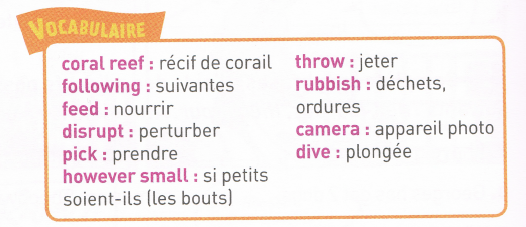 VOCABULAIRE
coral reef : récif de corail
following : suivantes
feed : nourrir
disrupt : perturber
pick : prendre
however small : si petits
soient-ils (les bouts)
throw : jeter
rubbish : déchets,
ordures
camera : appareil photo
dive : plongée